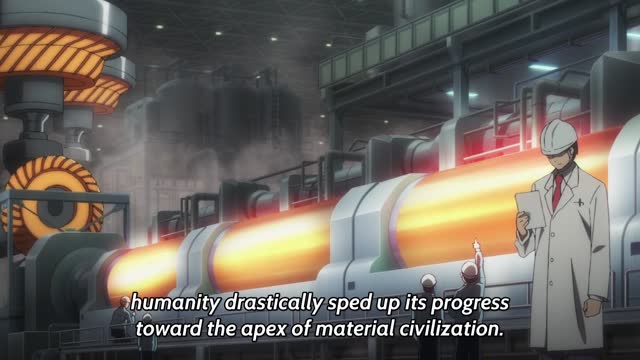 humanity drastically sped up its progress
toward the apex of material civilization.